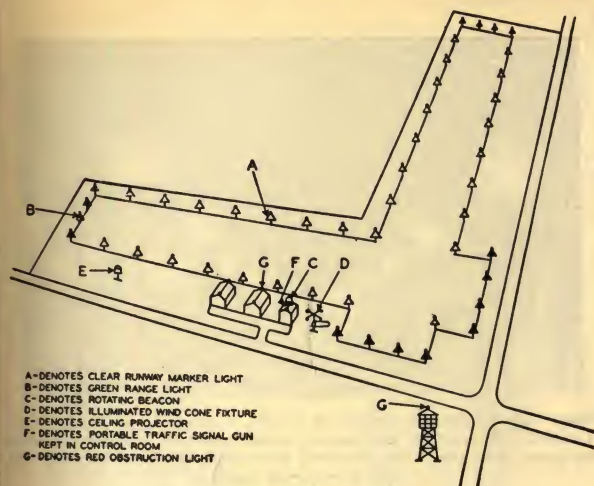 A
B
G F C D
E
A-DENOTES CLEAR RUNWAY MARKER LIGHT
B-DENOTES GREEN RANGE LIGHT
C-DENOTES ROTATING BEACON
D-DENOTES ILLUMINATED WIND CONE FIXTURE
E-DENOTES CEILING PROJECTOR
F-DENOTES PORTABLE TRAFFIC SIGNAL GUN
KEPT IN CONTROL ROOM
G-DENOTES RED OBSTRUCTION LIGHT
G